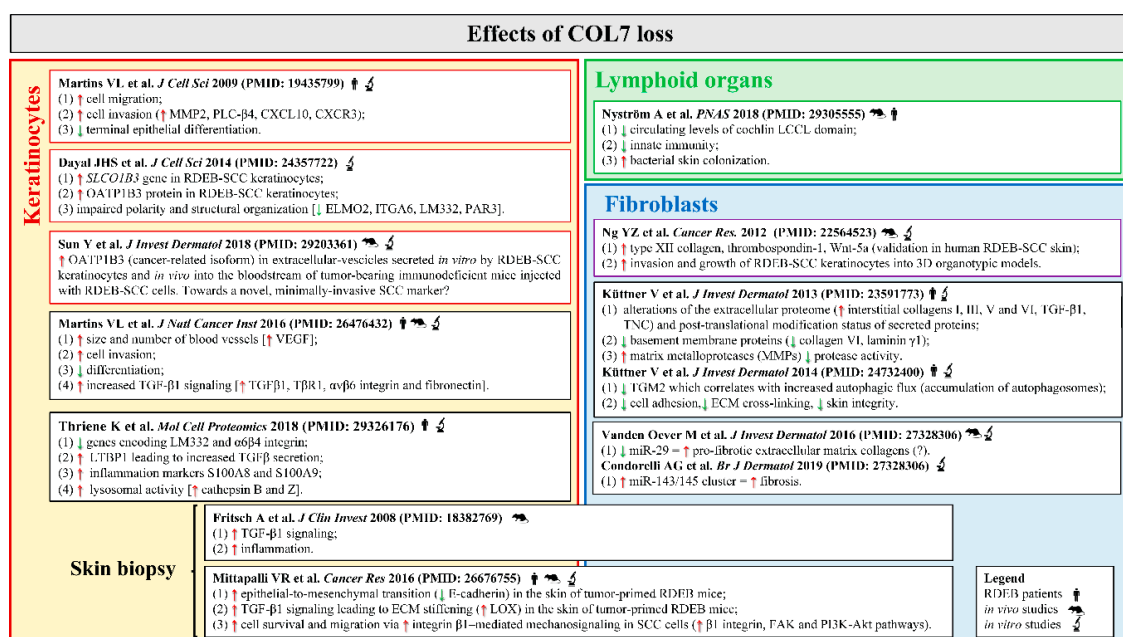 Effects of COL7 loss
Keratinocytes
Martins VL et al. J Cell Sci 2009 (PMID: 19435799)
(1) ↑ cell migration;
(2) ↑ cell invasion (↑ MMP2, PLC-β4, CXCL10, CXCR3);
(3) ↓ terminal epithelial differentiation.
Dayal JHS et al. J Cell Sci 2014 (PMID: 24357722)
(1) ↑ SLCO1B3 gene in RDEB-SCC keratinocytes;
(2) ↑ OATP1B3 protein in RDEB-SCC keratinocytes;
(3) impaired polarity and structural organization [↓ ELMO2, ITGA6, LM332, PAR3].
Sun Y et al. J Invest Dermatol 2018 (PMID: 29203361)
↑ OATP1B3 (cancer-related isoform) in extracellular-vescicles secreted in vitro by RDEB-SCC
keratinocytes and in vivo into the bloodstream of tumor-bearing immunodeficient mice injected
with RDEB-SCC cells. Towards a novel, minimally-invasive SCC marker?
Martins VL et al. J Natl Cancer Inst 2016 (PMID: 26476432)
(1) ↑ size and number of blood vessels [↑ VEGF];
(2) ↑ cell invasion;
(3) ↓ differentiation;
(4) ↑ increased TGF-β1 signaling [↑ TGFβ1, TβR1, αvβ6 integrin and fibronectin].
Thriene K et al. Mol Cell Proteomics 2018 (PMID: 29326176)
(1) ↓ genes encoding LM332 and α6β4 integrin;
(2) ↑ LTBP1 leading to increased TGFβ secretion;
(3) ↑ inflammation markers S100A8 and S100A9;
(4) ↑ lysosomal activity [↑ cathepsin B and Z].
Lymphoid organs
Nyström A et al. PNAS 2018 (PMID: 29305555)
(1) ↓ circulating levels of cochlin LCCL domain;
(2) ↓ innate immunity;
(3) ↑ bacterial skin colonization.
Fibroblasts
Ng YZ et al. Cancer Res. 2012 (PMID: 22564523)
(1) ↑ type XII collagen, thrombospondin-1, Wnt-5a (validation in human RDEB-SCC skin);
(2) ↑ invasion and growth of RDEB-SCC keratinocytes into 3D organotypic models.
Küttner V et al. J Invest Dermatol 2013 (PMID: 23591773)
(1) alterations of the extracellular proteome (↑ interstitial collagens I, III, V and VI, TGF-β1,
TNC) and post-translational modification status of secreted proteins;
(2) ↓ basement membrane proteins (↓ collagen VI, laminin γ1);
(3) ↑ matrix metalloproteases (MMPs) ↓ protease activity.
Küttner V et al. J Invest Dermatol 2014 (PMID: 24732400)
(1) ↓ TGM2 which correlates with increased autophagic flux (accumulation of autophagosomes);
(2) ↓ cell adhesion, ↓ ECM cross-linking, ↓ skin integrity.
Vanden Oever M et al. J Invest Dermatol 2016 (PMID: 27328306)
(1) ↓ miR-29 = ↑ pro-fibrotic extracellular matrix collagens (?).
Condorelli AG et al. Br J Dermatol 2019 (PMID: 27328306)
(1) ↑ miR-143/145 cluster = ↑ fibrosis.
Skin biopsy
Fritsch A et al. J Clin Invest 2008 (PMID: 18382769)
(1) ↑ TGF-β1 signaling;
(2) ↑ inflammation.
Mittapalli VR et al. Cancer Res 2016 (PMID: 26676755)
(1) ↑ epithelial-to-mesenchymal transition (↓ E-cadherin) in the skin of tumor-primed RDEB mice;
(2) ↑ TGF-β1 signaling leading to ECM stiffening (↑ LOX) in the skin of tumor-primed RDEB mice;
(3) ↑ cell survival and migration via ↑ integrin β1–mediated mechanosignaling in SCC cells (↑ β1 integrin, FAK and PI3K-Akt pathways).
Legend
RDEB patients
in vivo studies
in vitro studies